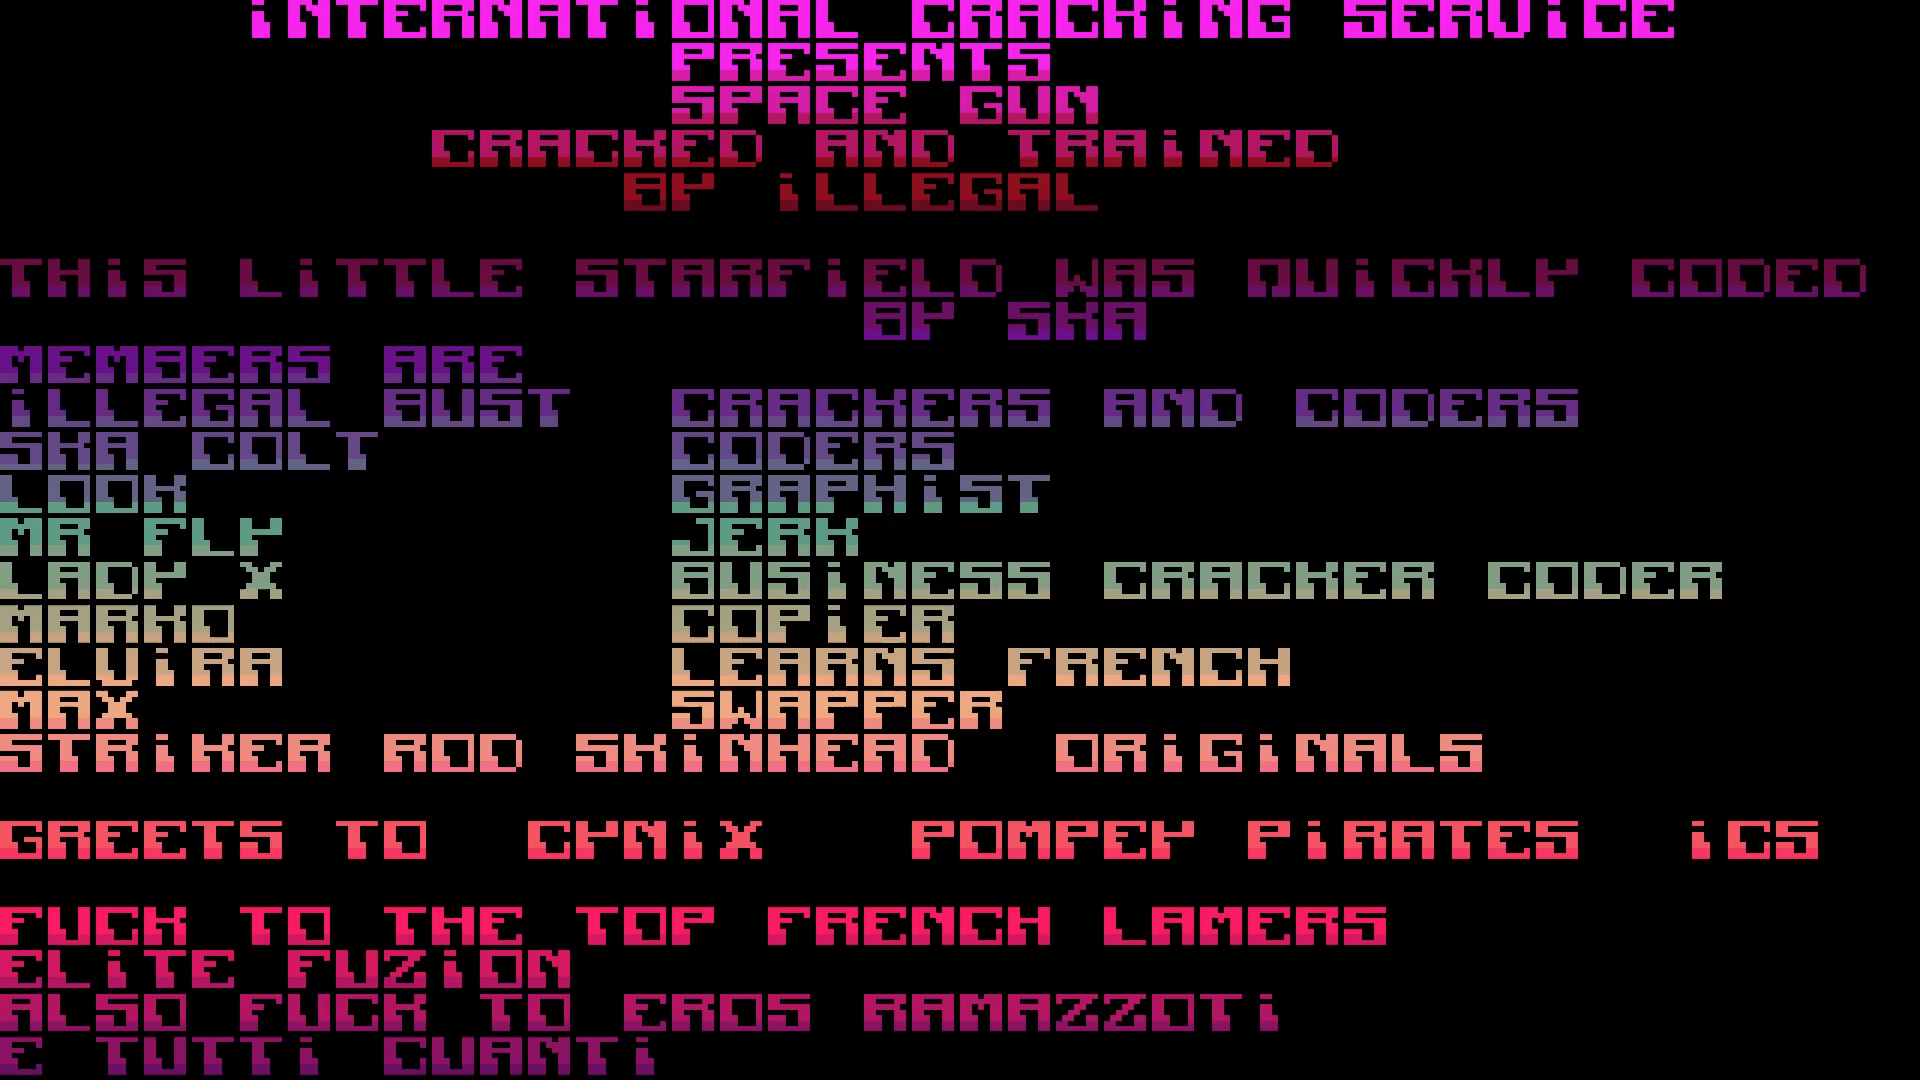 iNTERNATiONAL CRACKiNG SERViCE
PRESENTS
SPACE GUN
CRACKED AND TRAiNED
BY iLLEGAL
THiS LiTTLE STARFiELD WAS QUiCKLY CODED
BY SKA
MEMBERS ARE
iLLEGAL BUST CRACKERS AND CODERS
SKA COLT CODERS
LOOK GRAPHiST
MR FLY JERK
LADY X BUSiNESS CRACKER CODER
MARKO COPiER
ELViRA LEARNS FRENCH
MAX SWAPPER
STRiKER ROD SKiNHEAD ORiGiNALS
GREETS TO CYNiX POMPEY PiRATES iCS
FUCK TO THE TOP FRENCH LAMERS
ELiTE FUZiON
ALSO FUCK TO EROS RAMAZZOTi
E TUTTi CUANTi